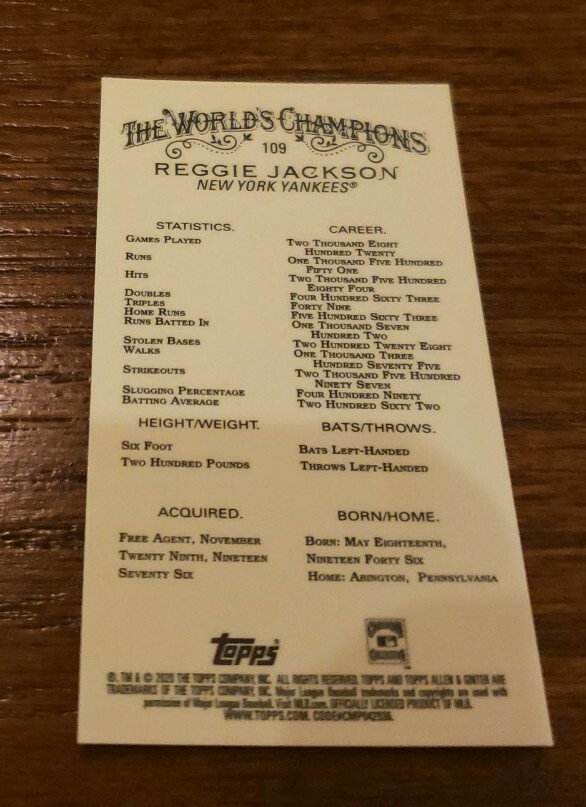 THE WORLD'S CHAMPIONS
109
REGGIE JACKSON
NEW YORK YANKEES®
STATISTICS.
GAMES PLAYED
RUNS
HITS
DOUBLES
TRIPLES
HOME RUNS
RUNS BATTED IN
STOLEN BASES
WALKS
STRIKEOUTS
SLUGGING PERCENTAGE
BATTING AVERAGE
CAREER.
TWO THOUSAND EIGHT
HUNDRED TWENTY
ONE THOUSAND FIVE HUNDRED
FIFTY ONE
TWO THOUSAND FIVE HUNDRED
EIGHTY FOUR
FOUR HUNDRED SIXTY THREE
FORTY NINE
FIVE HUNDRED SIXTY THREE
ONE THOUSAND SEVEN
HUNDRED TWO
TWO HUNDRED TWENTY EIGHT
ONE THOUSAND THREE
HUNDRED SEVENTY FIVE
TWO THOUSAND FIVE HUNDRED
NINETY SEVEN
FOUR HUNDRED NINETY
TWO HUNDRED SIXTY TWO
HEIGHT/WEIGHT.
SIX FOOT
TWO HUNDRED POUNDS
BATS/THROWS.
BATS LEFT-HANDED
THROWS LEFT-HANDED
ACQUIRED.
FREE AGENT, NOVEMBER
TWENTY NINTH, NINETEEN
SEVENTY SIX
BORN/HOME.
BORN: MAY EIGHTEENTH,
NINETEEN FORTY SIX
HOME: ABINGTON, PENNSYLVANIA
topps
®, TM & © 2020 THE TOPPS COMPANY, INC. ALL RIGHTS RESERVED. TOPPS AND TOPPS ALLEN & GINTER ARE
TRADEMARKS OF THE TOPPS COMPANY, INC. Major League Baseball trademarks and copyrights are used with
permission of Major League Baseball. Visit MLB.com. OFFICIALLY LICENSED PRODUCT OF MLB.
WWW.TOPPS.COM. CODE#CMP042936.